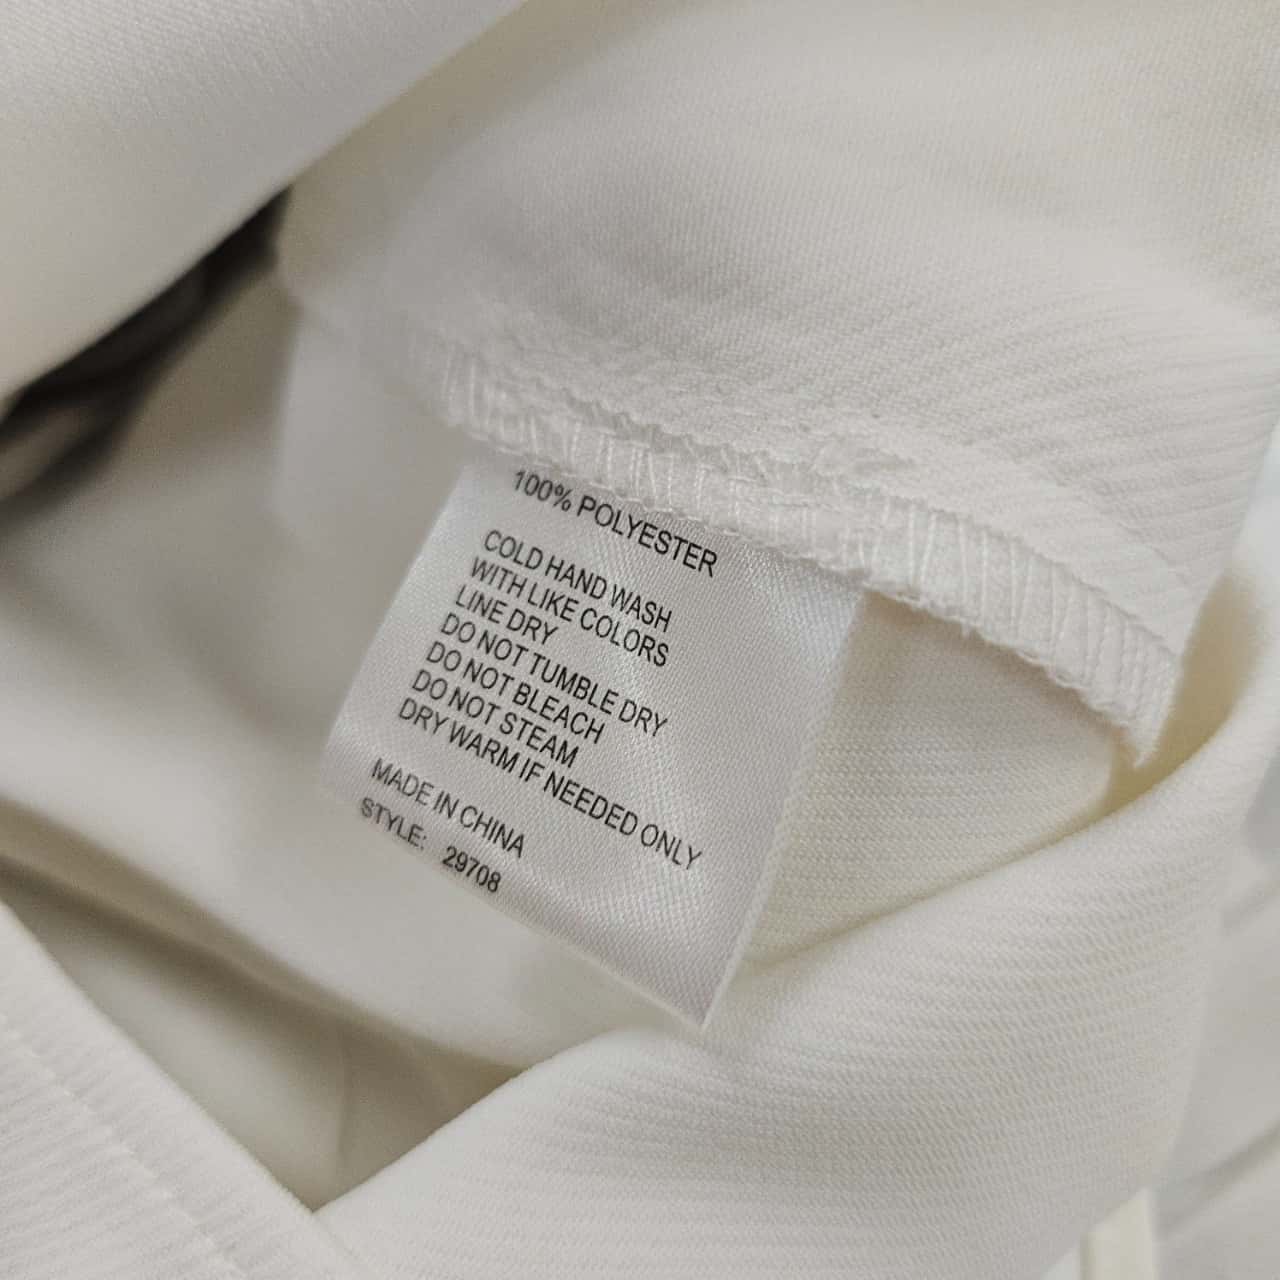 100% POLYESTER
COLD HAND WASH
WITH LIKE COLORS
LINE DRY
DO NOT TUMBLE DRY
DO NOT BLEACH
DO NOT STEAM
DRY WARM IF NEEDED ONLY
MADE IN CHINA
STYLE: 29708